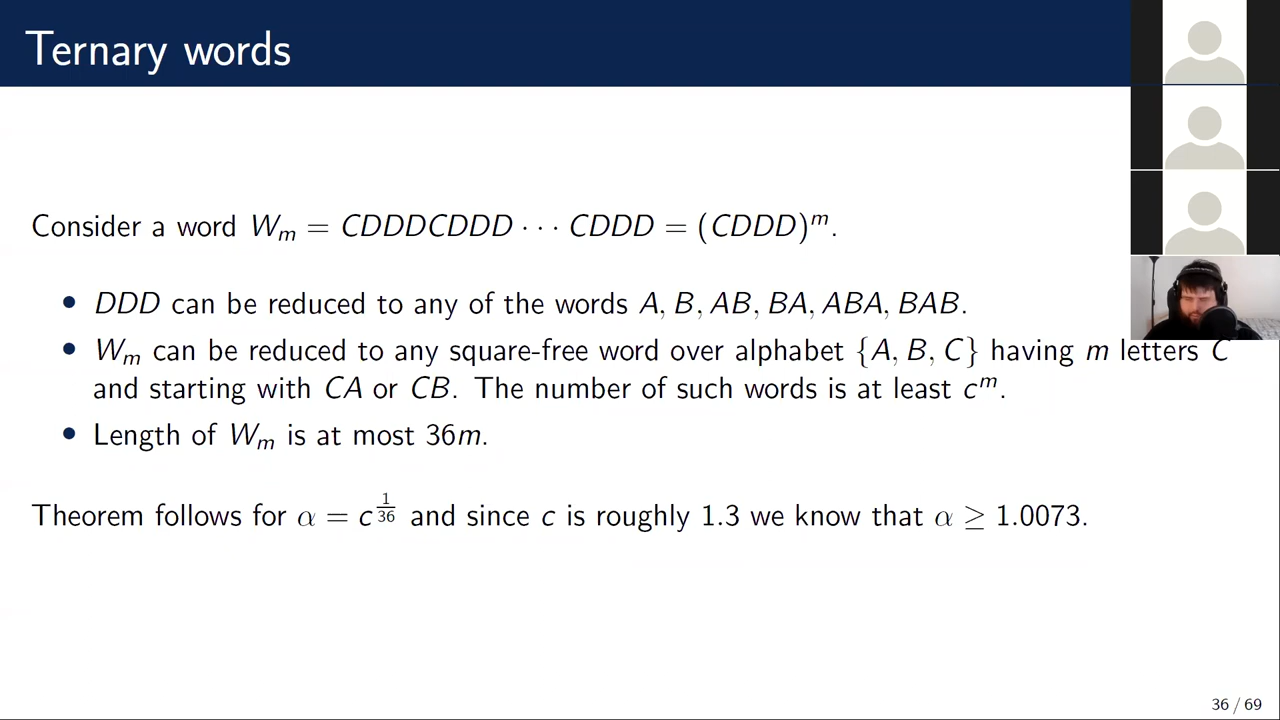 Ternary words
Consider a word W_m = CDDDCDDD ··· CDDD = (CDDD)^m.
• DDD can be reduced to any of the words A, B, AB, BA, ABA, BAB.
• W_m can be reduced to any square-free word over alphabet {A, B, C} having m letters C
and starting with CA or CB. The number of such words is at least c^m.
• Length of W_m is at most 36m.
Theorem follows for α = c^{1/36} and since c is roughly 1.3 we know that α ≥ 1.0073.
36 / 69